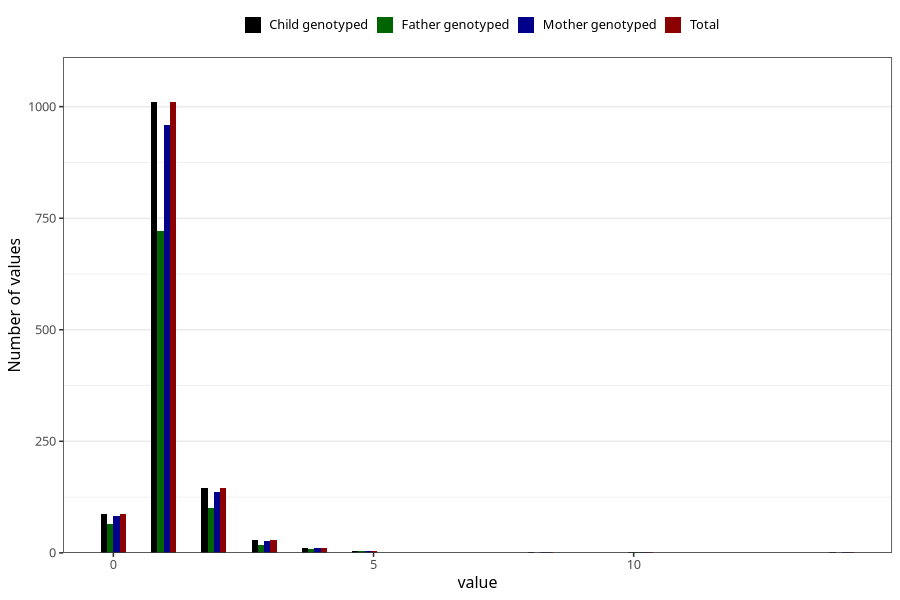 Child genotyped Father genotyped Mother genotyped Total
1000
750
500
250
0
Number of values
0 5 10
value